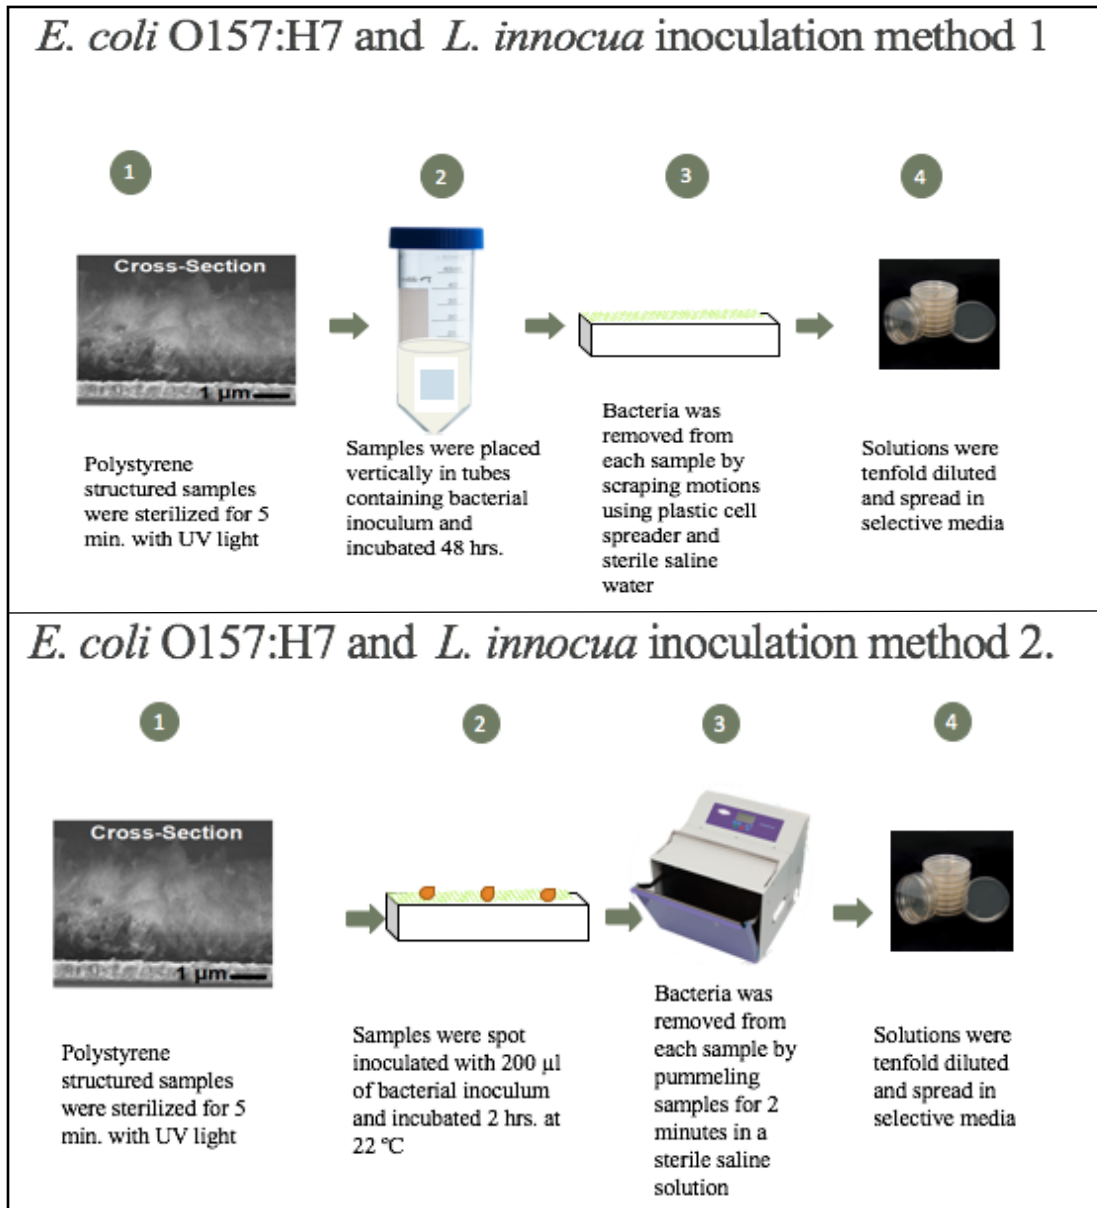 E. coli O157:H7 and L. innocua inoculation method 1
1
2
3
4
Cross-Section
1 µm
Polystyrene
structured samples
were sterilized for 5
min. with UV light
Samples were placed
vertically in tubes
containing bacterial
inoculum and
incubated 48 hrs.
Bacteria was
removed from
each sample by
scraping motions
using plastic cell
spreader and
sterile saline
water
Solutions were
tenfold diluted
and spread in
selective media
E. coli O157:H7 and L. innocua inoculation method 2.
1
2
3
4
Cross-Section
1 µm
Polystyrene
structured samples
were sterilized for 5
min. with UV light
Samples were spot
inoculated with 200 µl
of bacterial inoculum
and incubated 2 hrs. at
22 ºC
Bacteria was
removed from
each sample by
pummeling
samples for 2
minutes in a
sterile saline
solution
Solutions were
tenfold diluted
and spread in
selective media